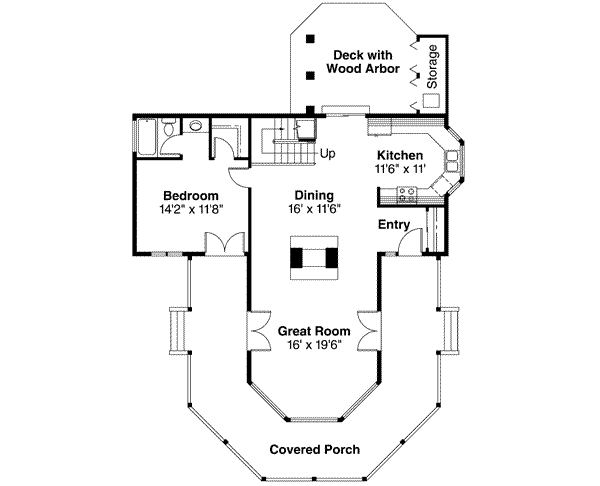 Deck with
Wood Arbor
Storage
Up
Kitchen
11'6" x 11'
Bedroom
14'2" x 11'8"
Dining
16' x 11'6"
Entry
Great Room
16' x 19'6"
Covered Porch